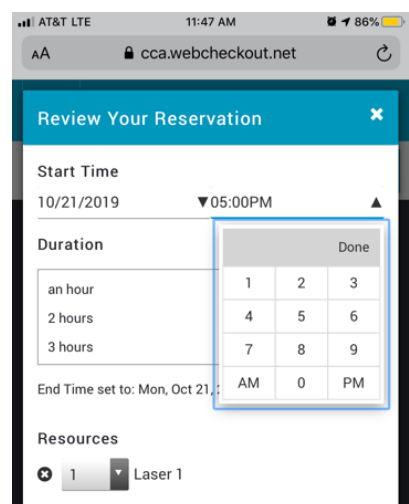 AT&T LTE 11:47 AM 86%
AA cca.webcheckout.net
Review Your Reservation
Start Time
10/21/2019 05:00PM
Duration
Done
an hour
2 hours
3 hours
1 2 3
4 5 6
7 8 9
AM 0 PM
End Time set to: Mon, Oct 21,
Resources
1 Laser 1